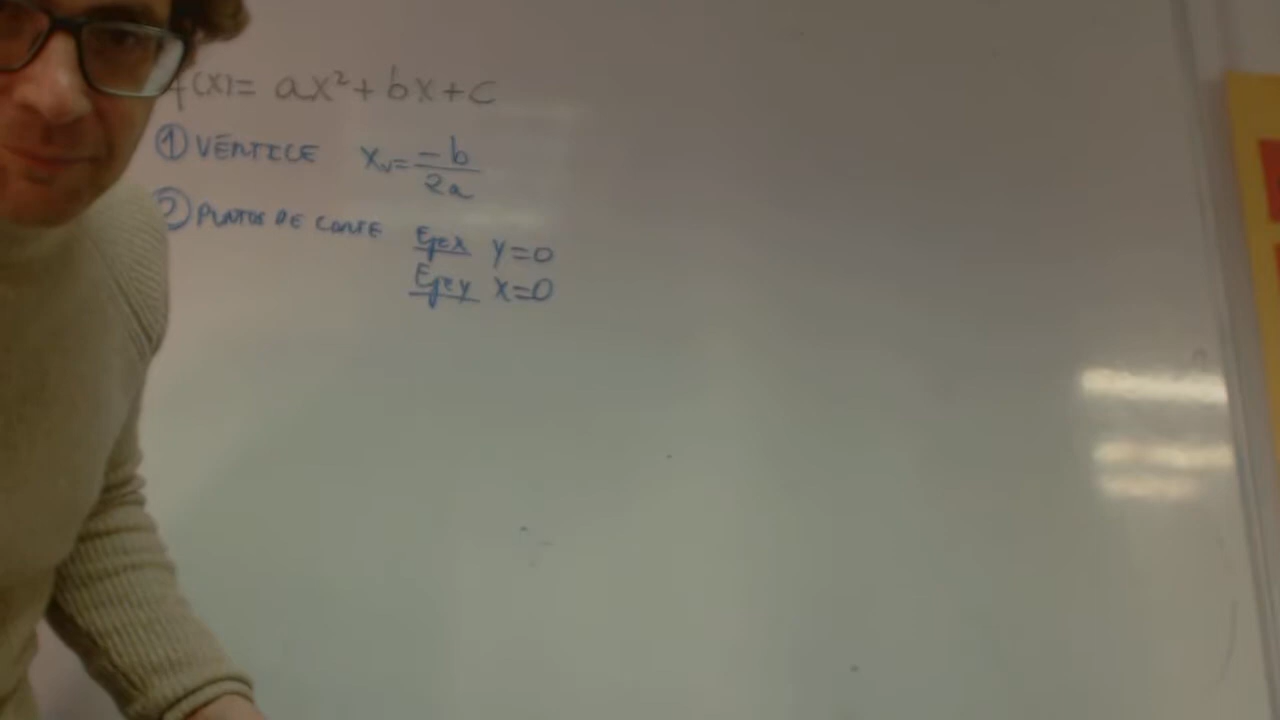 f(x)= ax²+bx+c
① VÉRTICE xᵥ= -b/2a
② PUNTOS DE CORTE Eje x y=0
Eje y x=0